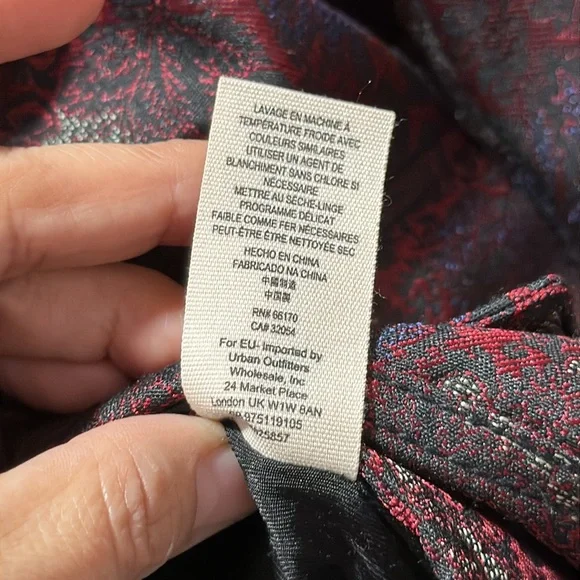 LAVAGE EN MACHINE À
TEMPÉRATURE FROIDE AVEC
COULEURS SIMILAIRES
UTILISER UN AGENT DE
BLANCHIMENT SANS CHLORE SI
NÉCESSAIRE
METTRE AU SECHE-LINGE
PROGRAMME DÉLICAT
FAIBLE COMME FER NÉCESSAIRES
PEUT-ÊTRE ÊTRE NETTOYÉE SEC
HECHO EN CHINA
FABRICADO NA CHINA
中國制造
中国製
RN# 66170
CA# 32054
For EU- Imported by
Urban Outfitters
Wholesale, Inc
24 Market Place
London UK W1W 8AN
975119105
25857